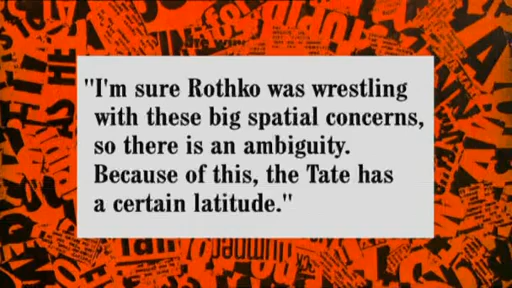 "I'm sure Rothko was wrestling
with these big spatial concerns,
so there is an ambiguity.
Because of this, the Tate has
a certain latitude."